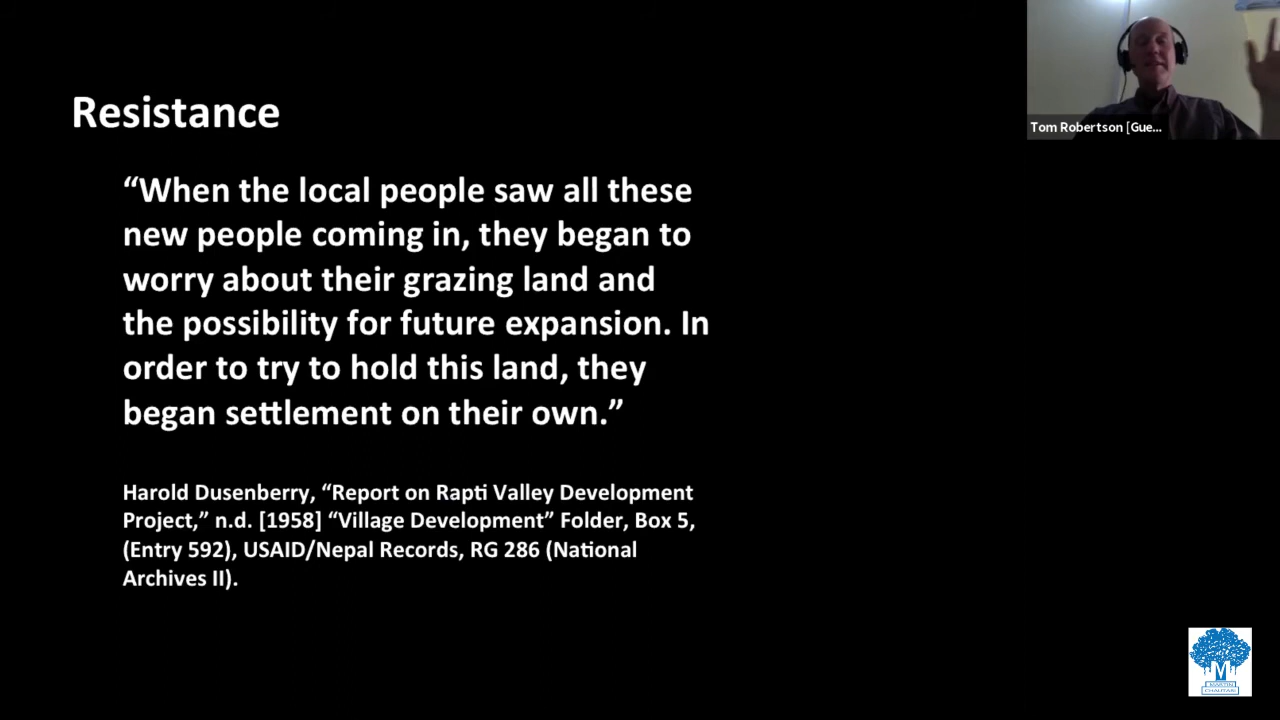 Resistance
“When the local people saw all these
new people coming in, they began to
worry about their grazing land and
the possibility for future expansion. In
order to try to hold this land, they
began settlement on their own.”
Harold Dusenberry, “Report on Rapti Valley Development
Project,” n.d. [1958] “Village Development” Folder, Box 5,
(Entry 592), USAID/Nepal Records, RG 286 (National
Archives II).
Tom Robertson [Gue...
M
MARTIN
CHAUTARI